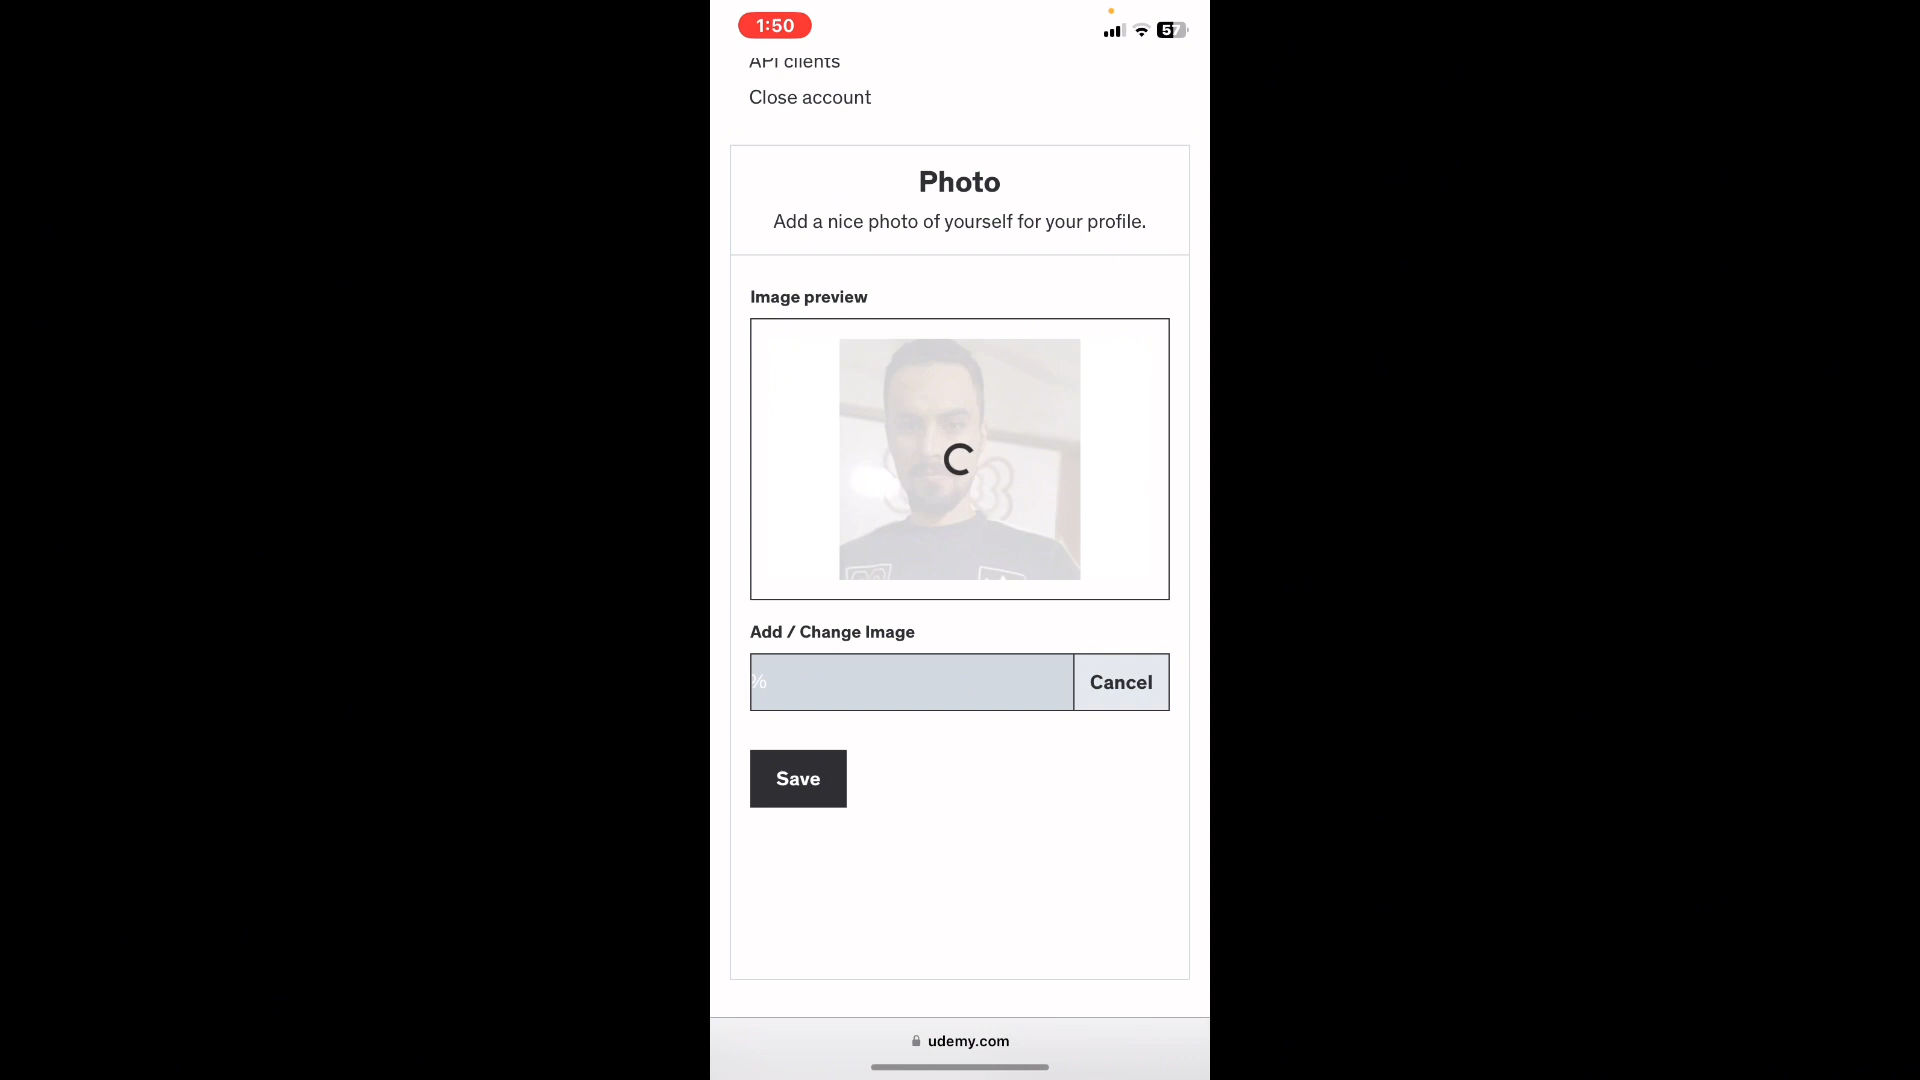 1:50
57
API clients
Close account
Photo
Add a nice photo of yourself for your profile.
Image preview
Add / Change Image
%
Cancel
Save
udemy.com